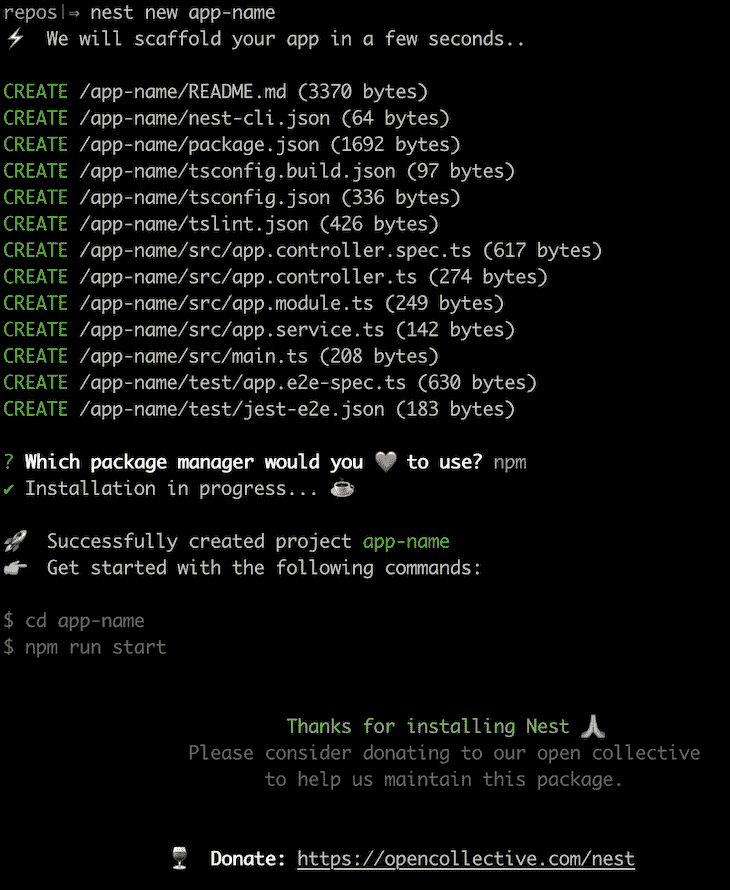 repos|⇒ nest new app-name
⚡ We will scaffold your app in a few seconds..
CREATE /app-name/README.md (3370 bytes)
CREATE /app-name/nest-cli.json (64 bytes)
CREATE /app-name/package.json (1692 bytes)
CREATE /app-name/tsconfig.build.json (97 bytes)
CREATE /app-name/tsconfig.json (336 bytes)
CREATE /app-name/tslint.json (426 bytes)
CREATE /app-name/src/app.controller.spec.ts (617 bytes)
CREATE /app-name/src/app.controller.ts (274 bytes)
CREATE /app-name/src/app.module.ts (249 bytes)
CREATE /app-name/src/app.service.ts (142 bytes)
CREATE /app-name/src/main.ts (208 bytes)
CREATE /app-name/test/app.e2e-spec.ts (630 bytes)
CREATE /app-name/test/jest-e2e.json (183 bytes)
? Which package manager would you ❤️ to use? npm
✔ Installation in progress... ☕
🚀 Successfully created project app-name
👉 Get started with the following commands:
$ cd app-name
$ npm run start
Thanks for installing Nest 🙏
Please consider donating to our open collective
to help us maintain this package.
🍷 Donate: https://opencollective.com/nest